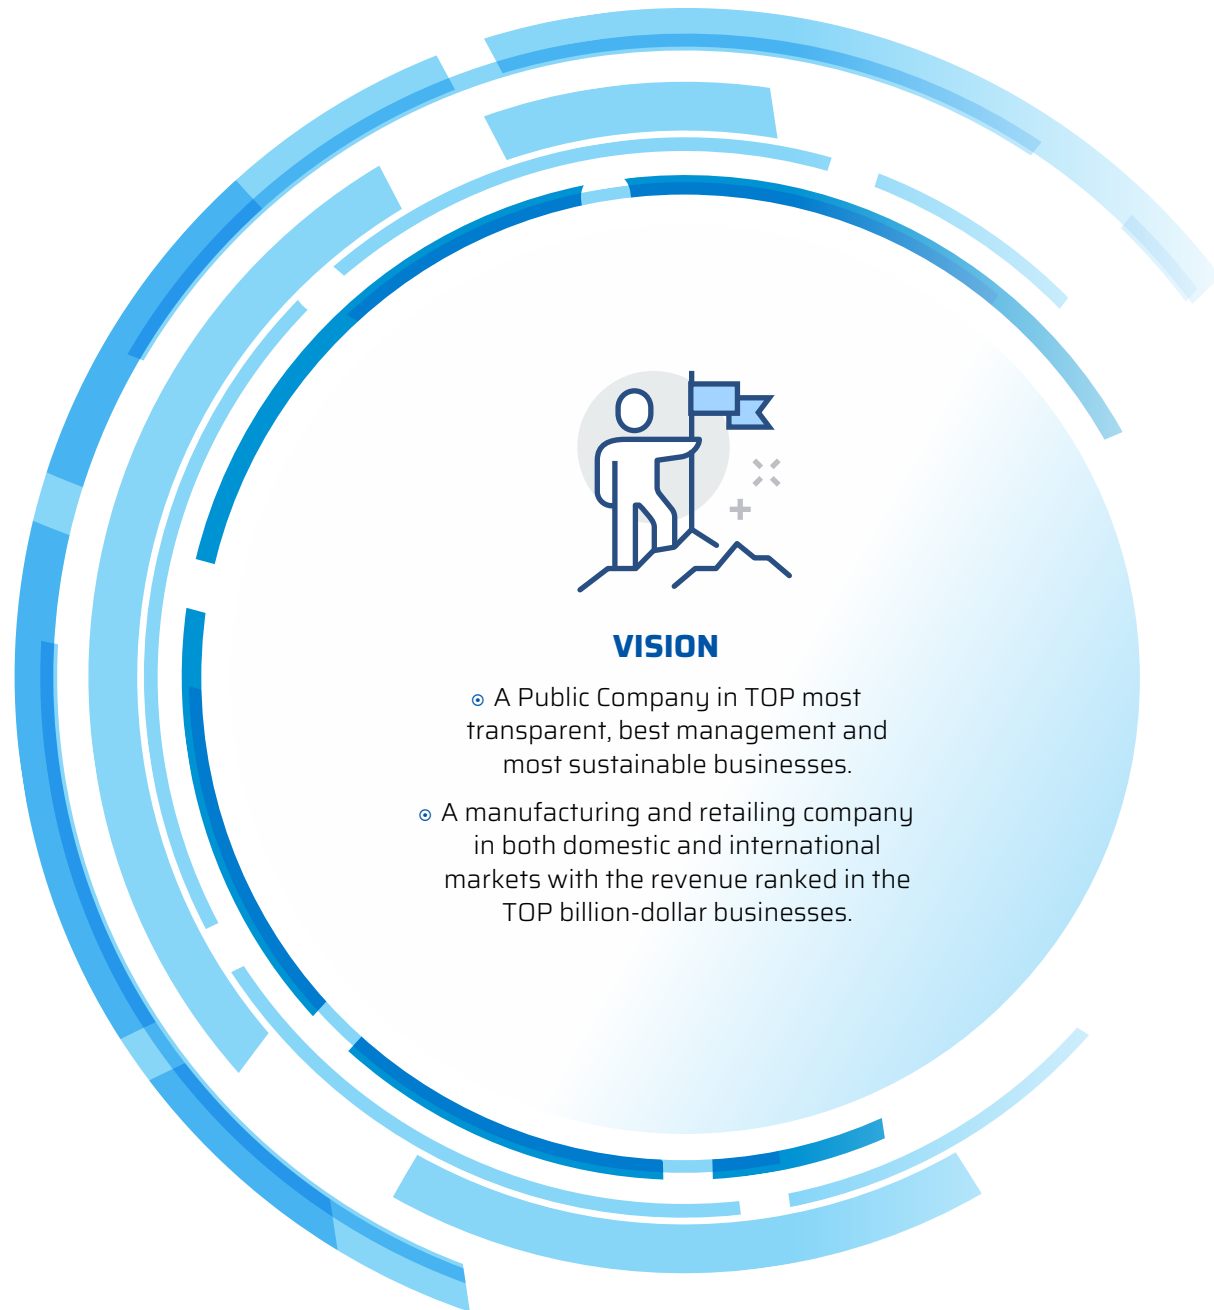 VISION
A Public Company in TOP most
transparent, best management and
most sustainable businesses.
A manufacturing and retailing company
in both domestic and international
markets with the revenue ranked in the
TOP billion-dollar businesses.